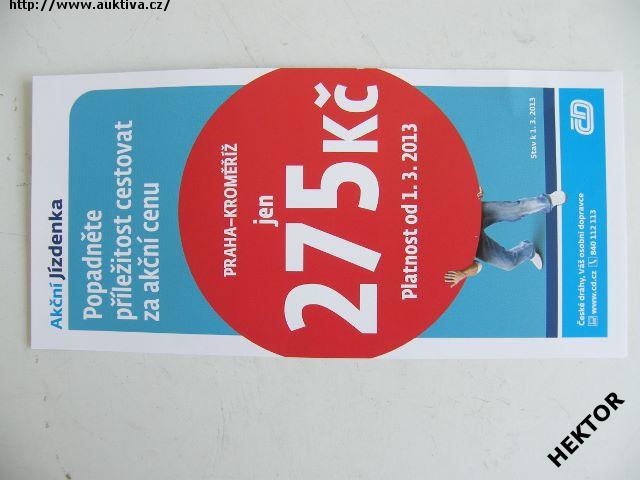 http://www.auktiva.cz/
Akční Jízdenka
Popadněte
příležitost cestovat
za akční cenu
PRAHA–KROMĚŘÍŽ
jen
275 Kč
Platnost od 1. 3. 2013
Stav k 1. 3. 2013
ČD
České dráhy, Váš osobní dopravce
www.cd.cz 840 112 113
HEKTOR